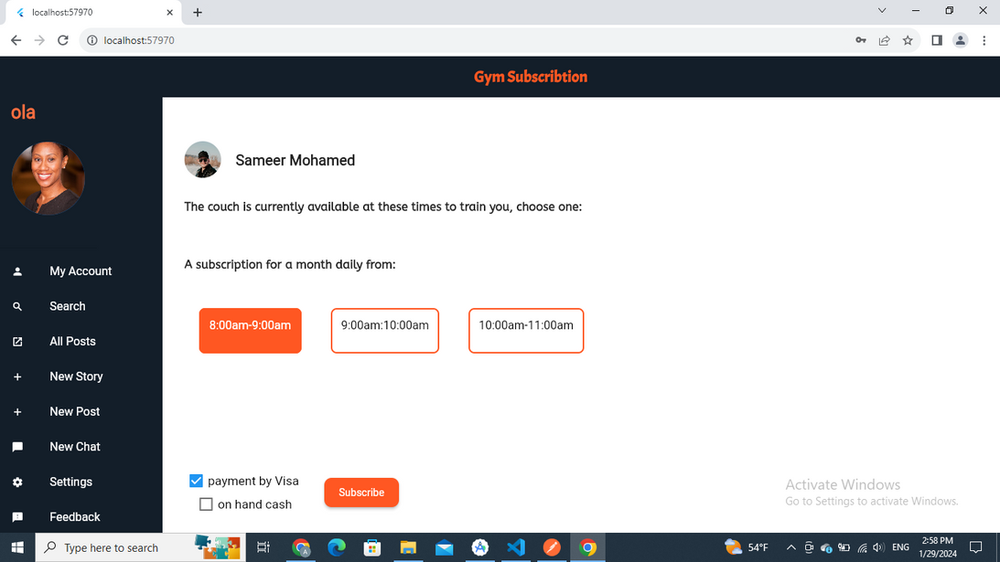 localhost:57970
localhost:57970
Gym Subscribtion
ola
Sameer Mohamed
The couch is currently available at these times to train you, choose one:
A subscription for a month daily from:
My Account
Search
8:00am-9:00am
9:00am:10:00am
10:00am-11:00am
All Posts
New Story
New Post
New Chat
Settings
Feedback
payment by Visa
on hand cash
Subscribe
Activate Windows
Go to Settings to activate Windows.
Type here to search
54°F
ENG
2:58 PM
1/29/2024